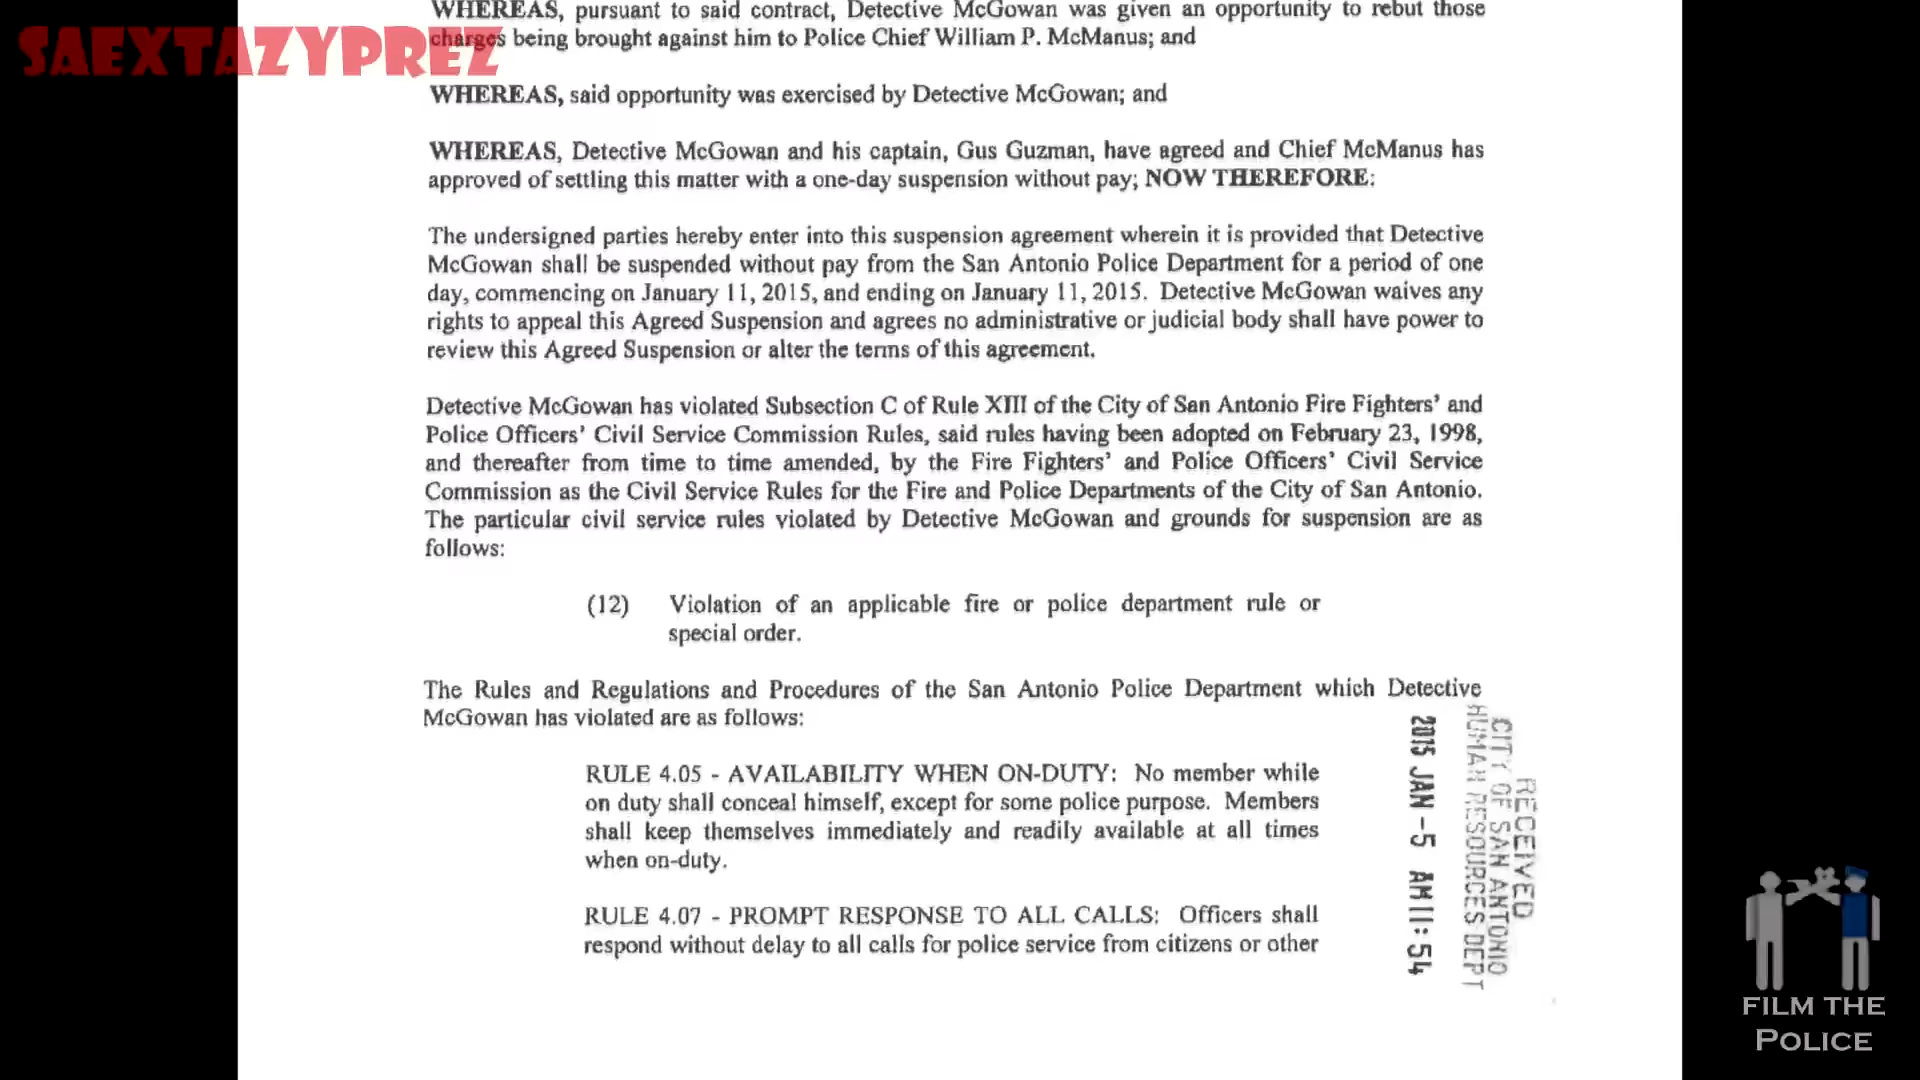 SAEXTAZYPREZ
WHEREAS, pursuant to said contract, Detective McGowan was given an opportunity to rebut those
charges being brought against him to Police Chief William P. McManus; and
WHEREAS, said opportunity was exercised by Detective McGowan; and
WHEREAS, Detective McGowan and his captain, Gus Guzman, have agreed and Chief McManus has
approved of settling this matter with a one-day suspension without pay; NOW THEREFORE:
The undersigned parties hereby enter into this suspension agreement wherein it is provided that Detective
McGowan shall be suspended without pay from the San Antonio Police Department for a period of one
day, commencing on January 11, 2015, and ending on January 11, 2015. Detective McGowan waives any
rights to appeal this Agreed Suspension and agrees no administrative or judicial body shall have power to
review this Agreed Suspension or alter the terms of this agreement.
Detective McGowan has violated Subsection C of Rule XIII of the City of San Antonio Fire Fighters' and
Police Officers' Civil Service Commission Rules, said rules having been adopted on February 23, 1998,
and thereafter from time to time amended, by the Fire Fighters' and Police Officers' Civil Service
Commission as the Civil Service Rules for the Fire and Police Departments of the City of San Antonio.
The particular civil service rules violated by Detective McGowan and grounds for suspension are as
follows:
(12) Violation of an applicable fire or police department rule or
special order.
The Rules and Regulations and Procedures of the San Antonio Police Department which Detective
McGowan has violated are as follows:
RULE 4.05 - AVAILABILITY WHEN ON-DUTY: No member while
on duty shall conceal himself, except for some police purpose. Members
shall keep themselves immediately and readily available at all times
when on-duty.
RULE 4.07 - PROMPT RESPONSE TO ALL CALLS: Officers shall
respond without delay to all calls for police service from citizens or other
RECEIVED
CITY OF SAN ANTONIO
HUMAN RESOURCES DEPT
2015 JAN -5 AM 11:54
FILM THE
POLICE